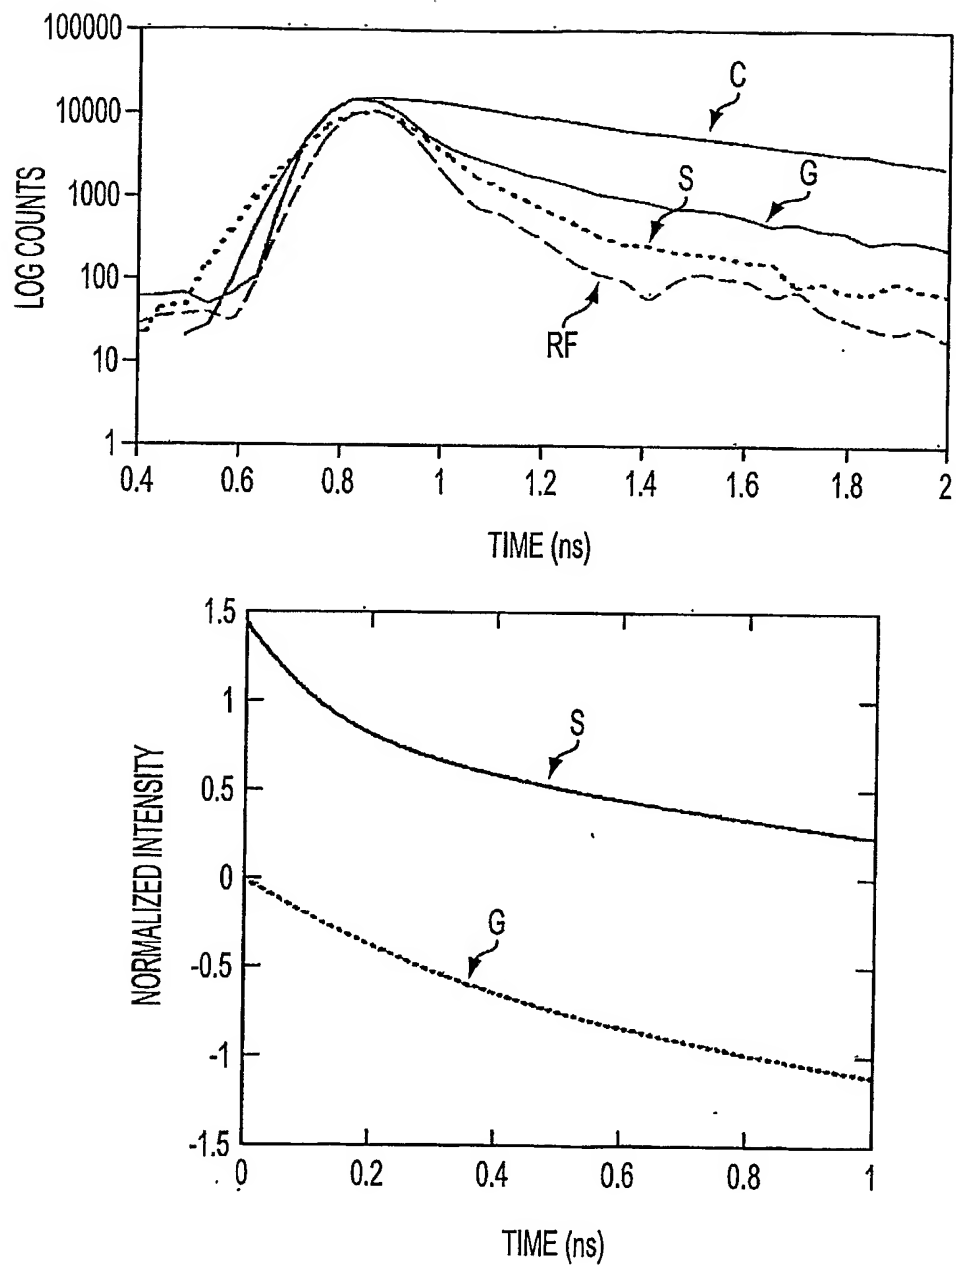 100000
10000
1000
100
10
1
LOG COUNTS
C
S
G
RF
0.4 0.6 0.8 1 1.2 1.4 1.6 1.8 2
TIME (ns)
1.5
1
0.5
0
-0.5
-1
-1.5
NORMALIZED INTENSITY
S
G
0 0.2 0.4 0.6 0.8 1
TIME (ns)